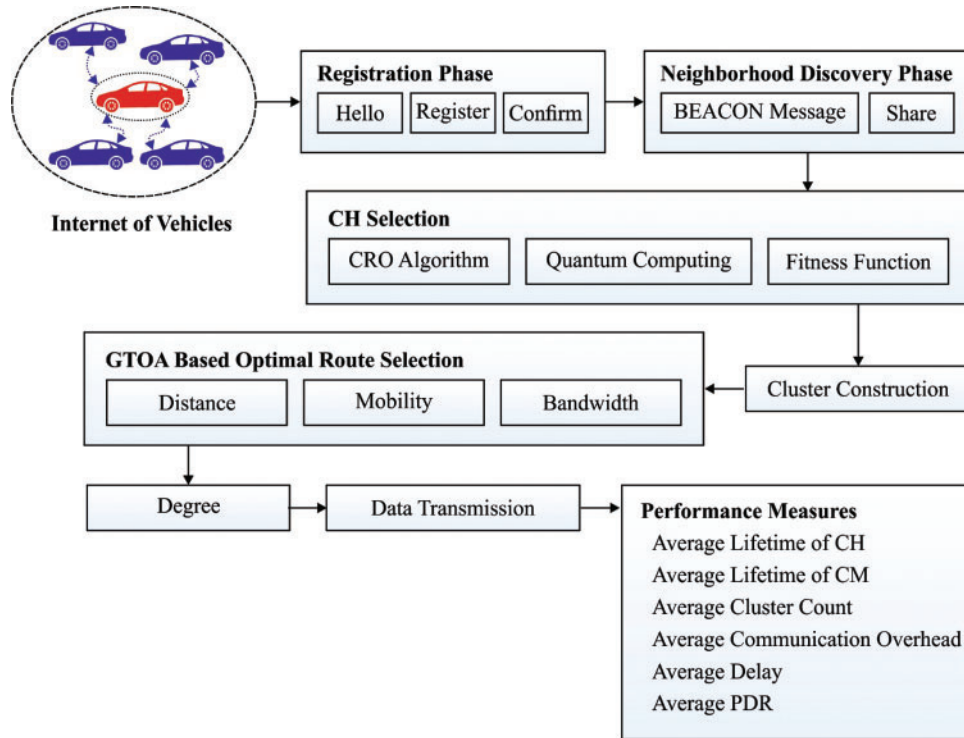 Internet of Vehicles
Registration Phase
Hello
Register
Confirm
Neighborhood Discovery Phase
BEACON Message
Share
CH Selection
CRO Algorithm
Quantum Computing
Fitness Function
Cluster Construction
GTOA Based Optimal Route Selection
Distance
Mobility
Bandwidth
Degree
Data Transmission
Performance Measures
Average Lifetime of CH
Average Lifetime of CM
Average Cluster Count
Average Communication Overhead
Average Delay
Average PDR